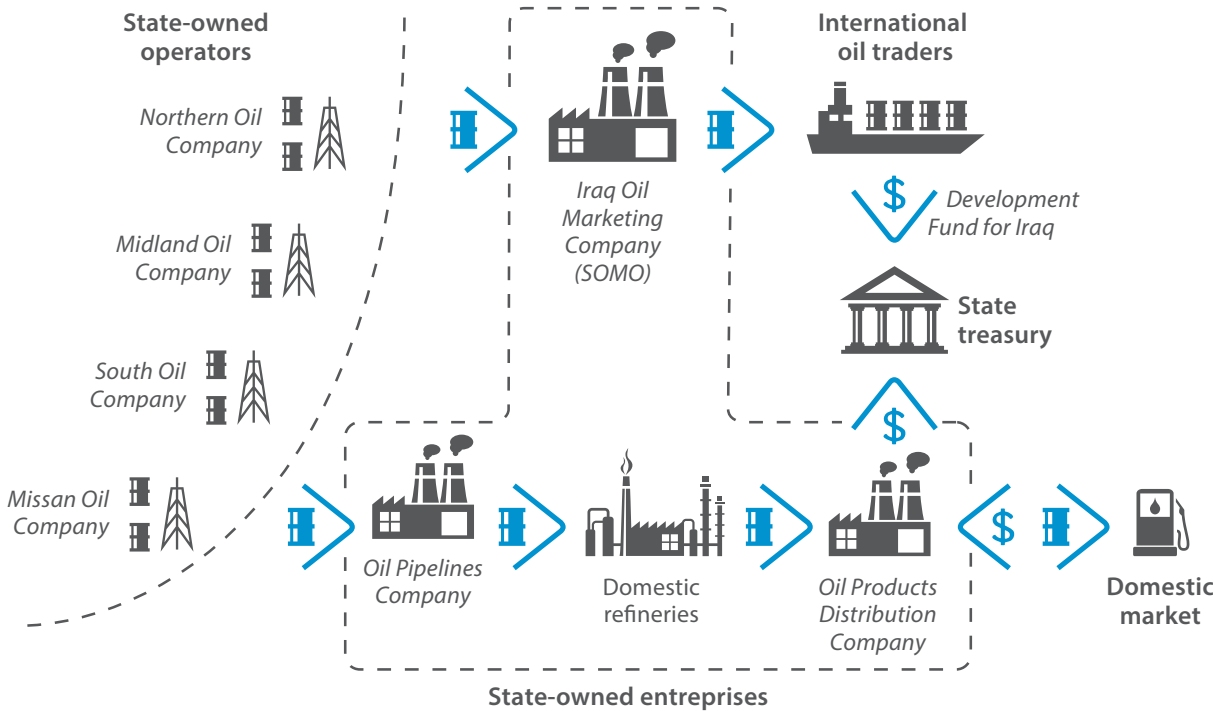 State-owned
operators
Northern Oil
Company
Midland Oil
Company
South Oil
Company
Missan Oil
Company
Iraq Oil
Marketing
Company
(SOMO)
International
oil traders
$
Development
Fund for Iraq
State
treasury
$
Oil Pipelines
Company
Domestic
refineries
Oil Products
Distribution
Company
$
Domestic
market
State-owned entreprises